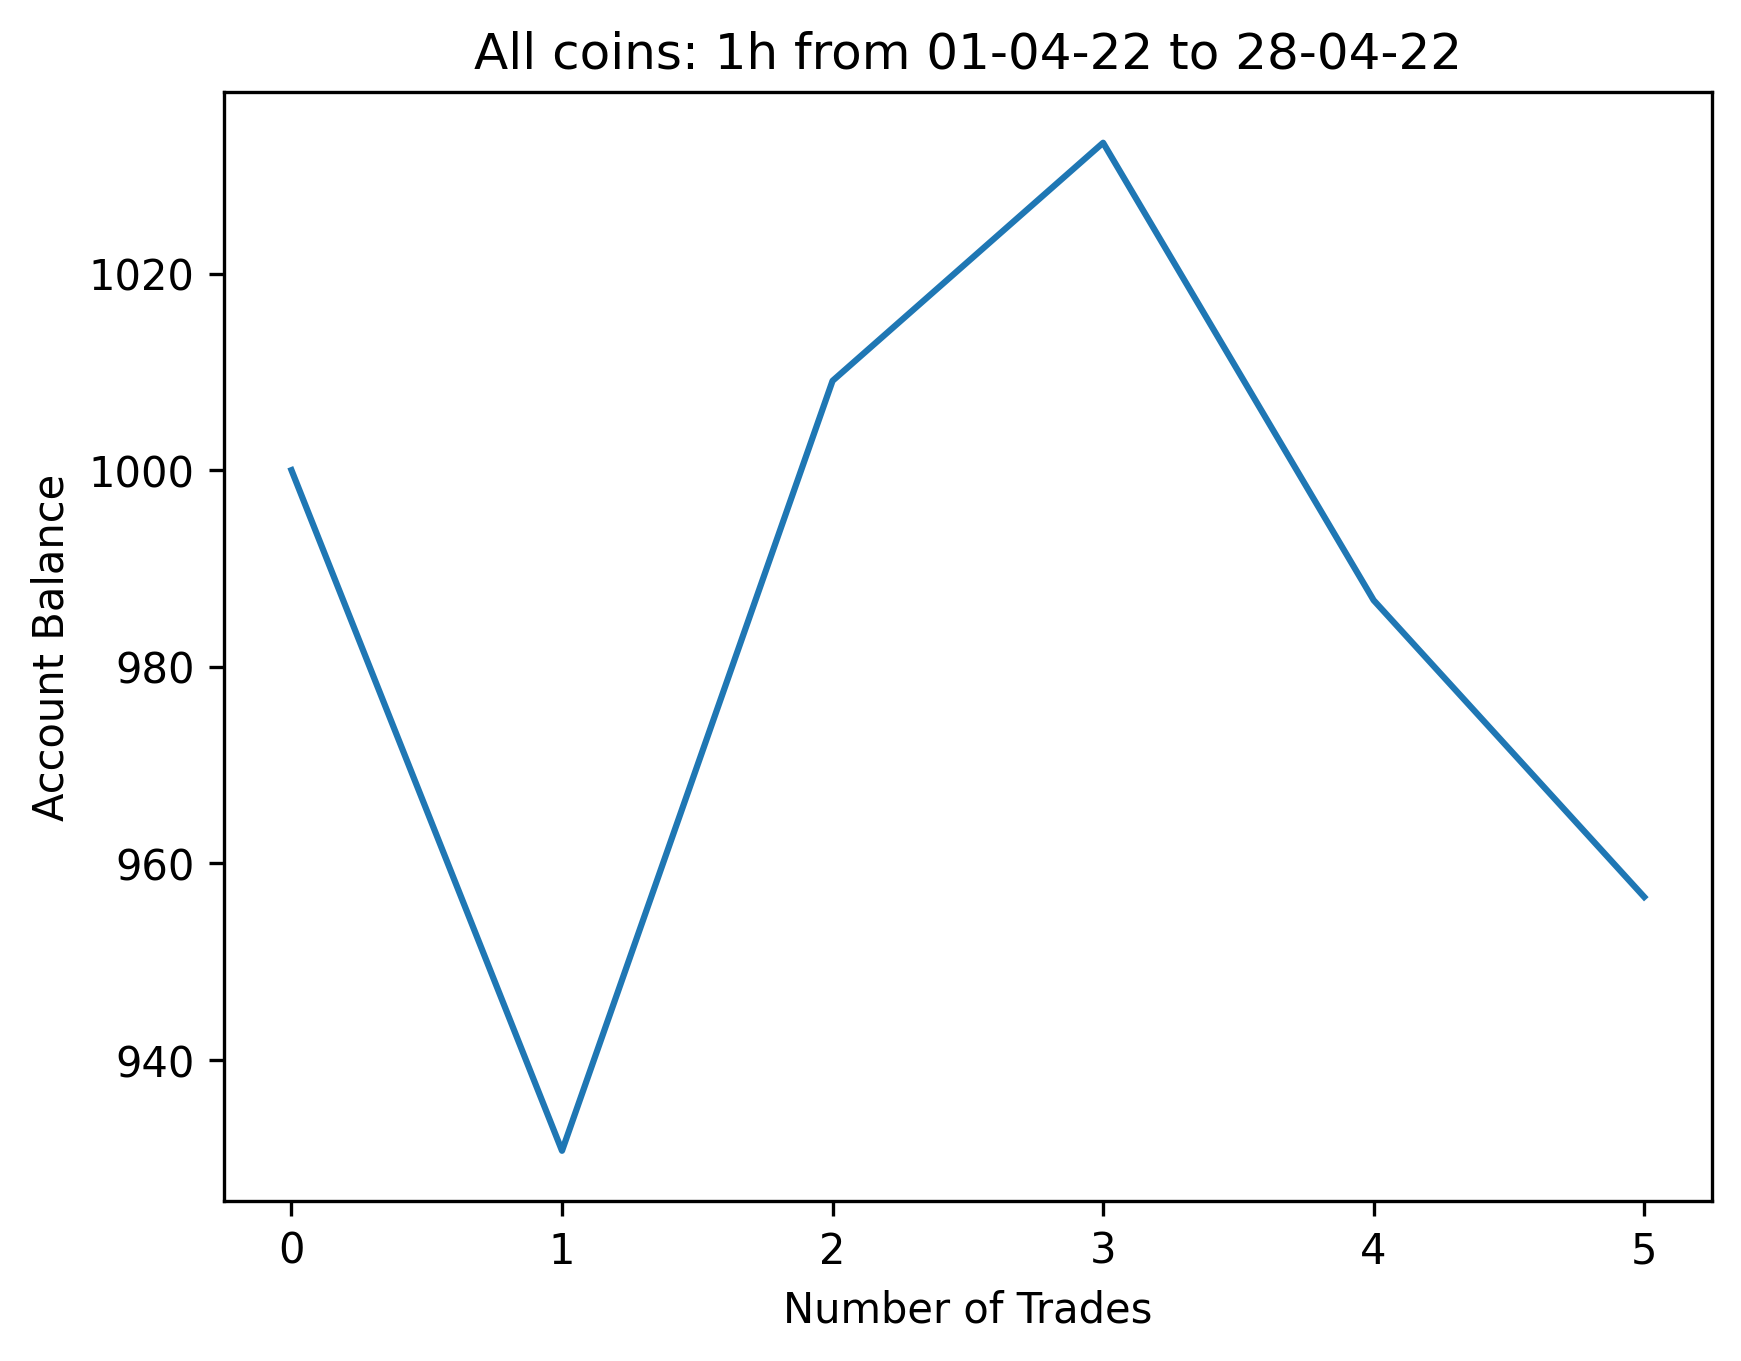 All coins: 1h from 01-04-22 to 28-04-22
Account Balance
1020
1000
980
960
940
0 1 2 3 4 5
Number of Trades